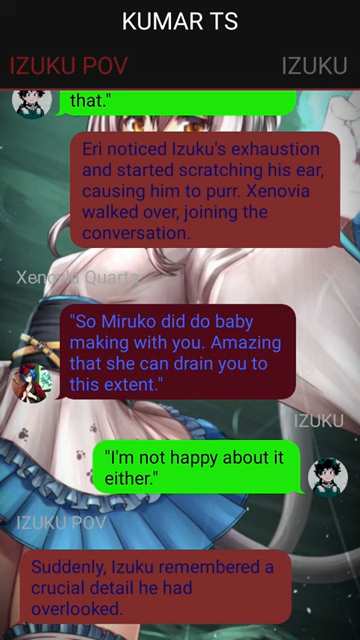 KUMAR TS
IZUKU POV
IZUKU
that."
Eri noticed Izuku's exhaustion
and started scratching his ear,
causing him to purr. Xenovia
walked over, joining the
conversation.
Xenovia Quarta
"So Miruko did do baby
making with you. Amazing
that she can drain you to
this extent."
IZUKU
"I'm not happy about it
either."
IZUKU POV
Suddenly, Izuku remembered a
crucial detail he had
overlooked.